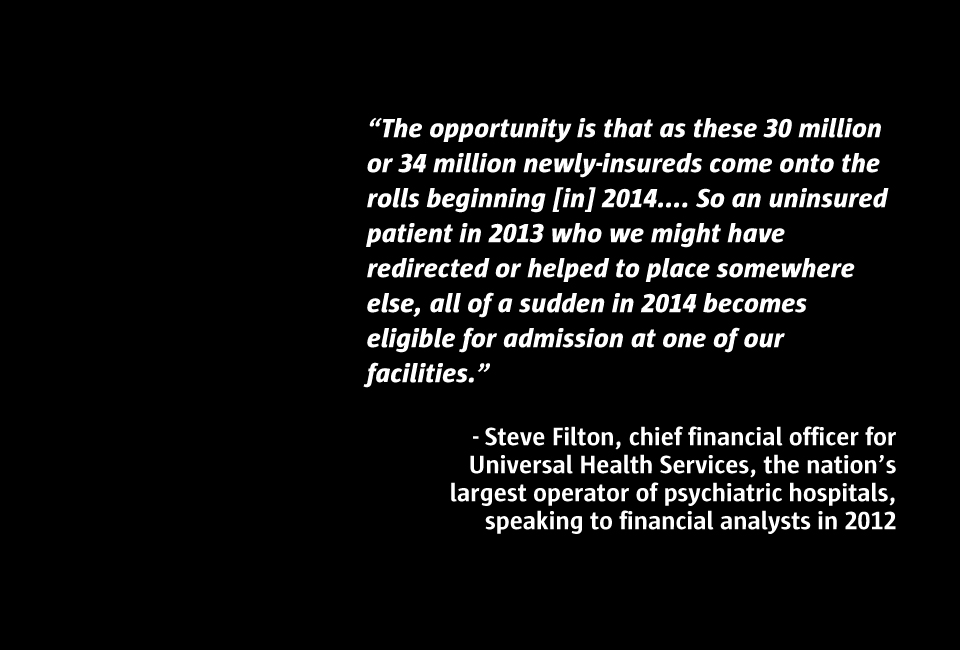 “The opportunity is that as these 30 million
or 34 million newly-insureds come onto the
rolls beginning [in] 2014.... So an uninsured
patient in 2013 who we might have
redirected or helped to place somewhere
else, all of a sudden in 2014 becomes
eligible for admission at one of our
facilities.”
- Steve Filton, chief financial officer for
Universal Health Services, the nation’s
largest operator of psychiatric hospitals,
speaking to financial analysts in 2012